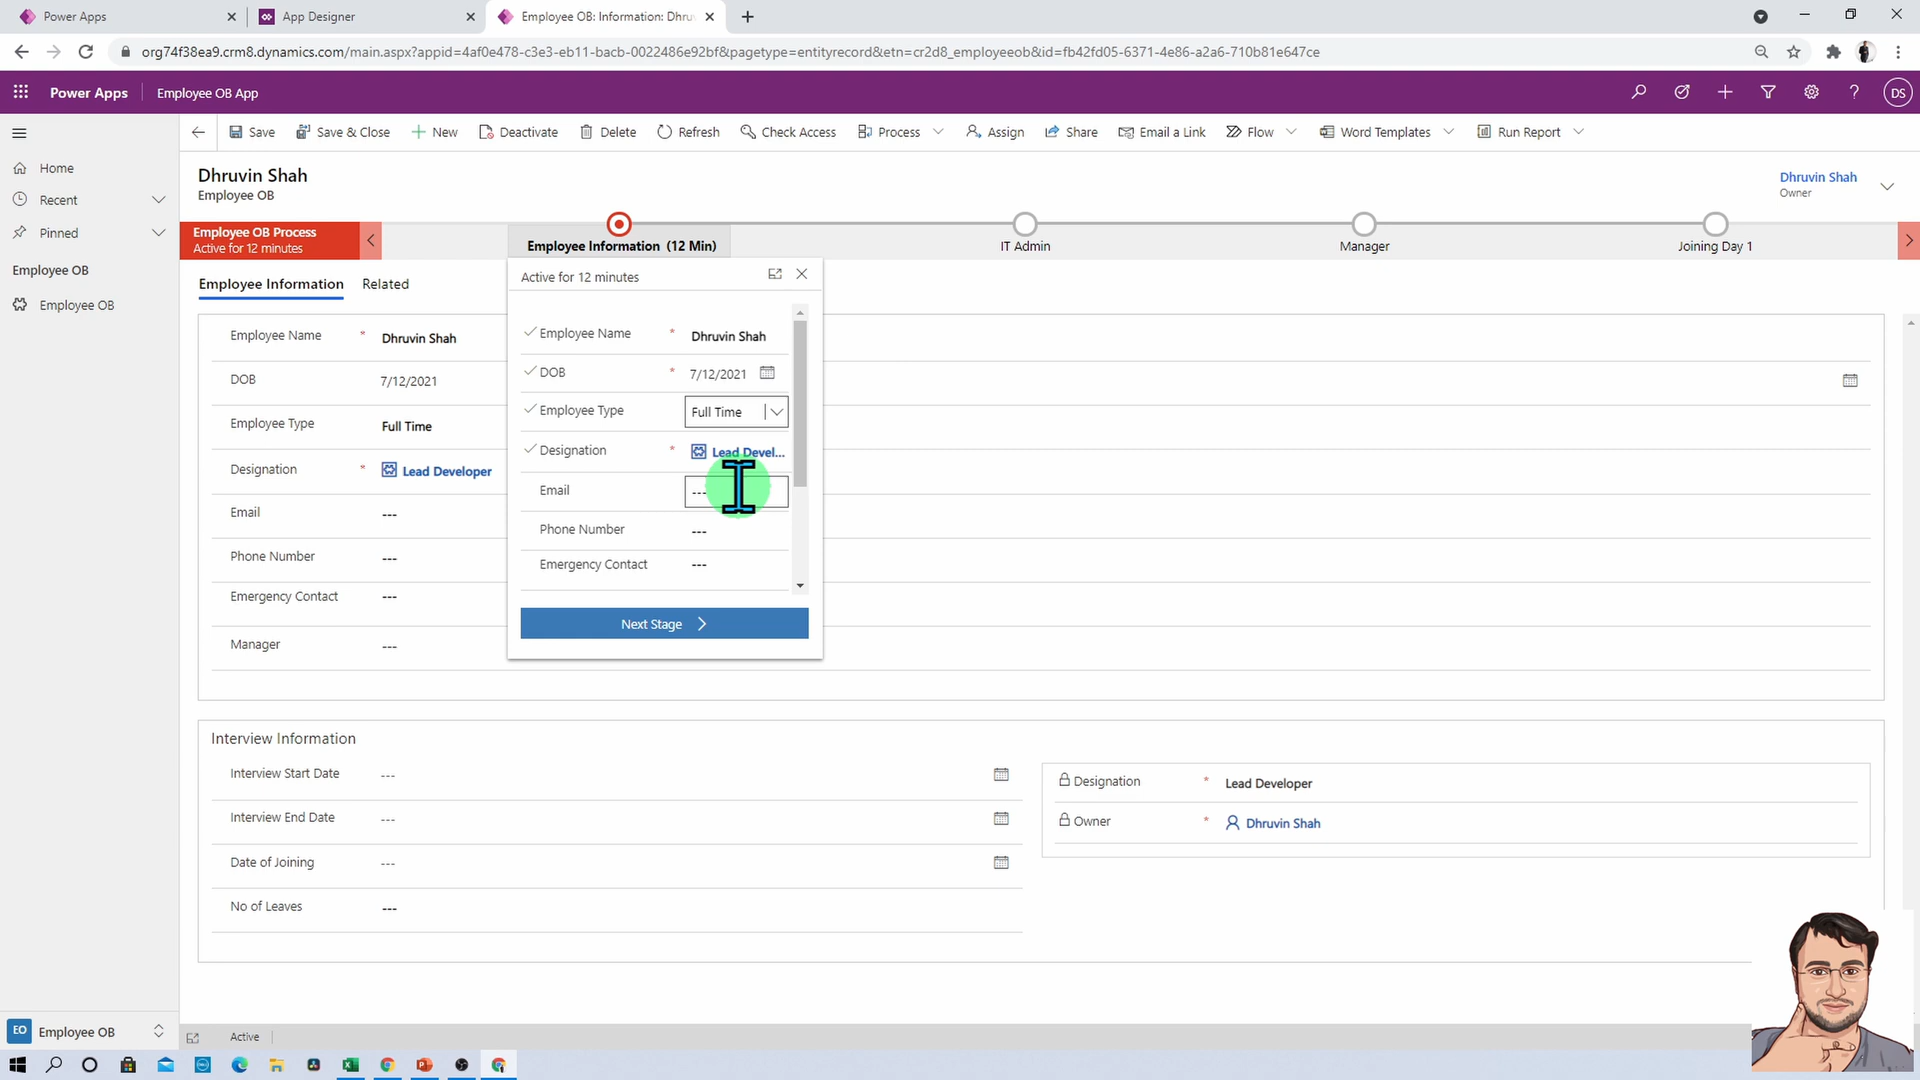 Power Apps
App Designer
Employee OB: Information: Dhru
org74f38ea9.crm8.dynamics.com/main.aspx?appid=4af0e478-c3e3-eb11-bacb-0022486e92bf&pagetype=entityrecord&etn=cr2d8_employeeob&id=fb42fd05-6371-4e86-a2a6-710b81e647ce
Power Apps Employee OB App DS
Save Save & Close New Deactivate Delete Refresh Check Access Process Assign Share Email a Link Flow Word Templates Run Report
Home
Recent
Pinned
Employee OB
Employee OB
Dhruvin Shah
Employee OB
Dhruvin Shah
Owner
Employee OB Process
Active for 12 minutes
Employee Information (12 Min)
IT Admin
Manager
Joining Day 1
Employee Information Related
Employee Name * Dhruvin Shah
DOB 7/12/2021
Employee Type Full Time
Designation * Lead Developer
Email ---
Phone Number ---
Emergency Contact ---
Manager ---
Active for 12 minutes
Employee Name * Dhruvin Shah
DOB * 7/12/2021
Employee Type Full Time
Designation * Lead Devel...
Email ---
Phone Number ---
Emergency Contact ---
Next Stage
Interview Information
Interview Start Date ---
Interview End Date ---
Date of Joining ---
No of Leaves ---
Designation * Lead Developer
Owner * Dhruvin Shah
EO Employee OB
Active